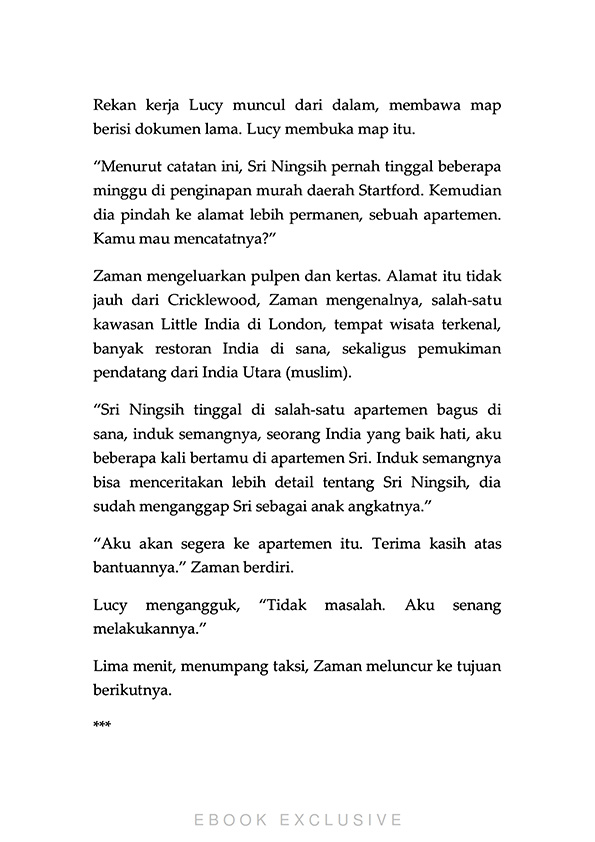 Rekan kerja Lucy muncul dari dalam, membawa map
berisi dokumen lama. Lucy membuka map itu.
“Menurut catatan ini, Sri Ningsih pernah tinggal beberapa
minggu di penginapan murah daerah Startford. Kemudian
dia pindah ke alamat lebih permanen, sebuah apartemen.
Kamu mau mencatatnya?”
Zaman mengeluarkan pulpen dan kertas. Alamat itu tidak
jauh dari Cricklewood, Zaman mengenalnya, salah-satu
kawasan Little India di London, tempat wisata terkenal,
banyak restoran India di sana, sekaligus pemukiman
pendatang dari India Utara (muslim).
“Sri Ningsih tinggal di salah-satu apartemen bagus di
sana, induk semangnya, seorang India yang baik hati, aku
beberapa kali bertamu di apartemen Sri. Induk semangnya
bisa menceritakan lebih detail tentang Sri Ningsih, dia
sudah menganggap Sri sebagai anak angkatnya.”
“Aku akan segera ke apartemen itu. Terima kasih atas
bantuannya.” Zaman berdiri.
Lucy mengangguk, “Tidak masalah. Aku senang
melakukannya.”
Lima menit, menumpang taksi, Zaman meluncur ke tujuan
berikutnya.
***
EBOOK EXCLUSIVE